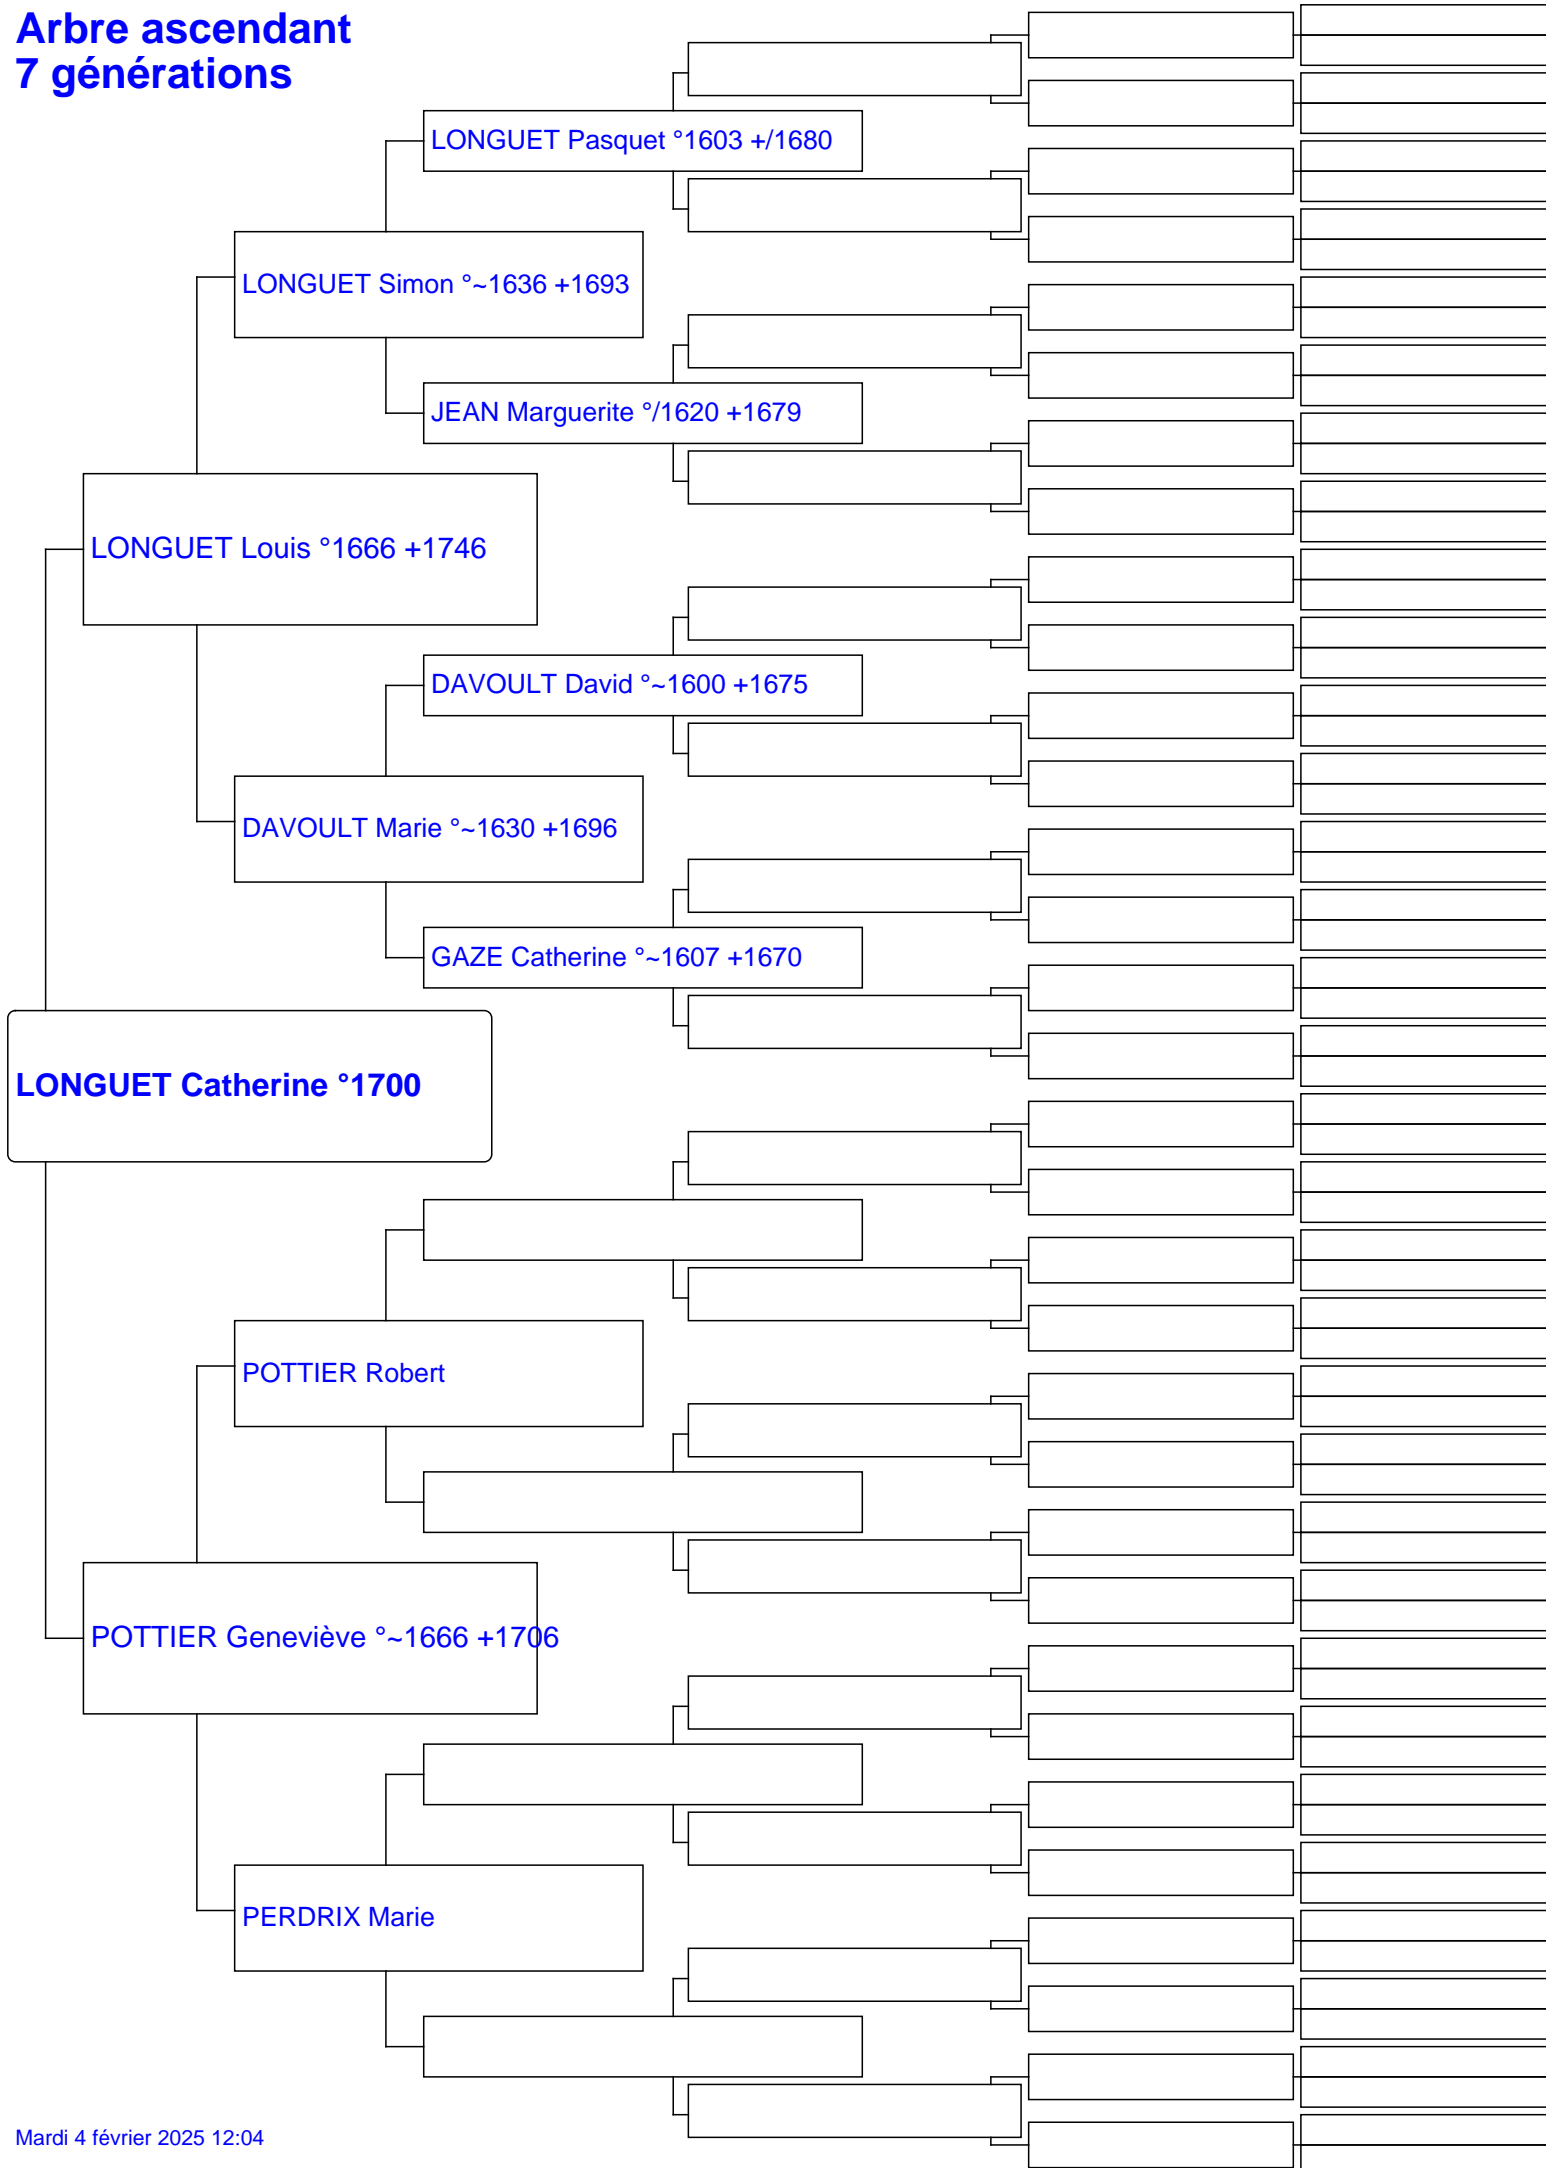 Arbre ascendant
7 générations
LONGUET Pasquet °1603 +/1680
LONGUET Simon °~1636 +1693
JEAN Marguerite °/1620 +1679
LONGUET Louis °1666 +1746
DAVOULT David °~1600 +1675
DAVOULT Marie °~1630 +1696
GAZE Catherine °~1607 +1670
LONGUET Catherine °1700
POTTIER Robert
POTTIER Geneviève °~1666 +1706
PERDRIX Marie
Mardi 4 février 2025 12:04